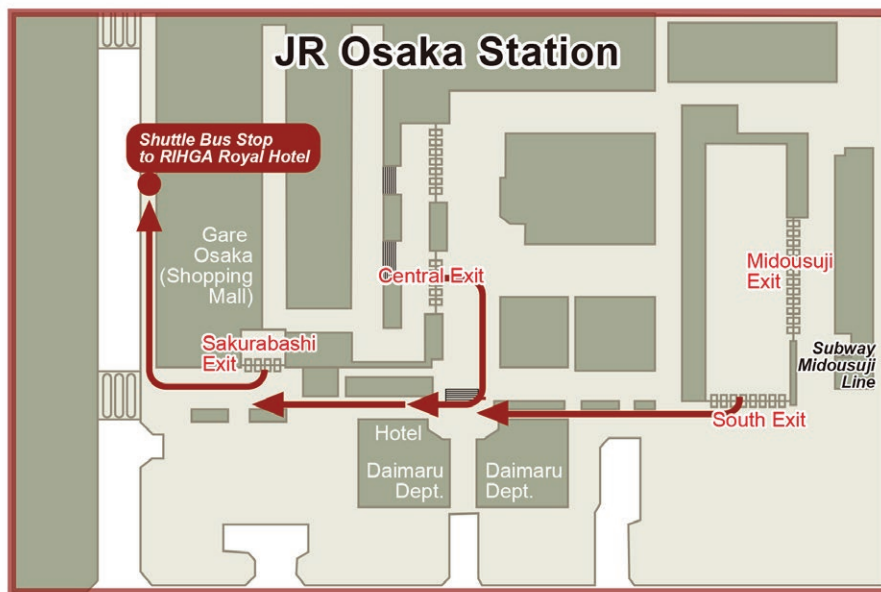 JR Osaka Station
Shuttle Bus Stop
to RIHGA Royal Hotel
Gare
Osaka
(Shopping
Mall)
Central Exit
Midousuji
Exit
Sakurabashi
Exit
Subway
Midousuji
Line
South Exit
Hotel
Daimaru
Dept.
Daimaru
Dept.